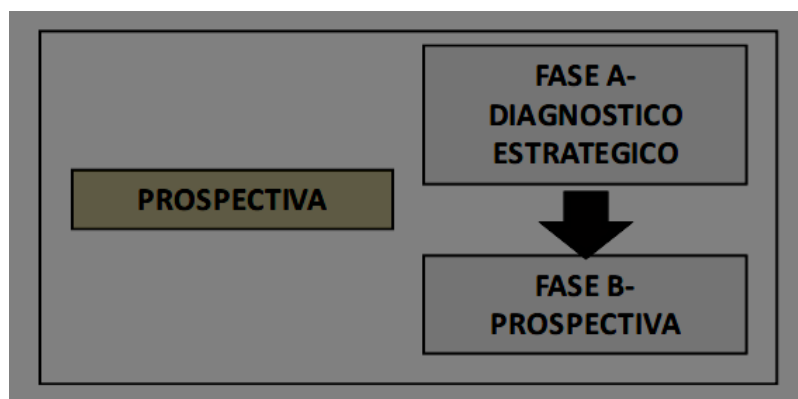 PROSPECTIVA
FASE A-
DIAGNOSTICO
ESTRATEGICO
FASE B-
PROSPECTIVA